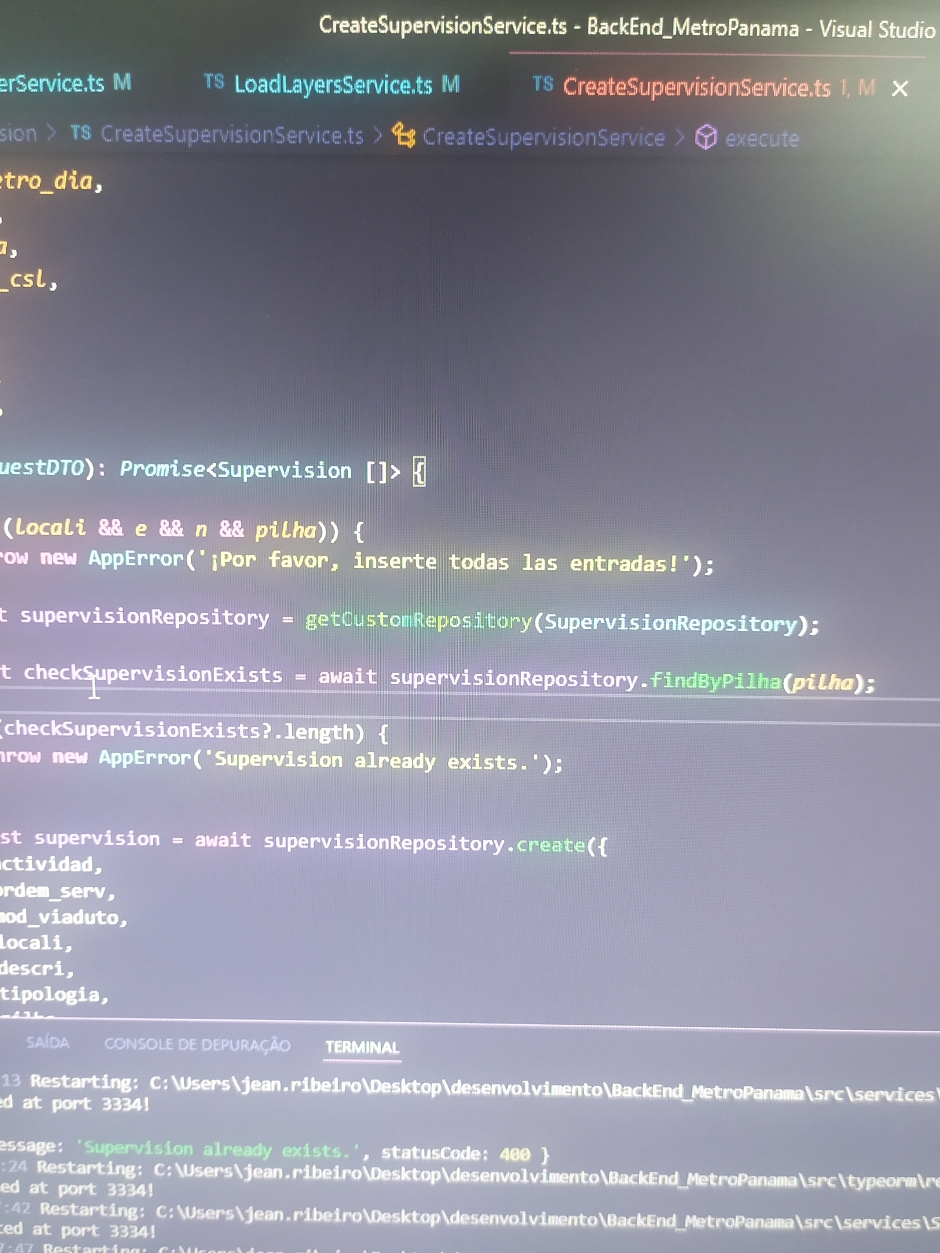 CreateSupervisionService.ts - BackEnd_MetroPanama - Visual Studio
erService.ts M TS LoadLayersService.ts M TS CreateSupervisionService.ts 1, M ×
sion > TS CreateSupervisionService.ts > CreateSupervisionService > execute
etro_dia,
,
a,
_csl,
,
uestDTO): Promise<Supervision []> {
(locali && e && n && pilha)) {
row new AppError('¡Por favor, inserte todas las entradas!');
t supervisionRepository = getCustomRepository(SupervisionRepository);
t checkSupervisionExists = await supervisionRepository.findByPilha(pilha);
(checkSupervisionExists?.length) {
hrow new AppError('Supervision already exists.');
st supervision = await supervisionRepository.create({
actividad,
ordem_serv,
mod_viaduto,
locali,
descri,
tipologia,
SAÍDA CONSOLE DE DEPURAÇÃO TERMINAL
13 Restarting: C:\Users\jean.ribeiro\Desktop\desenvolvimento\BackEnd_MetroPanama\src\services\
ed at port 3334!
essage: 'Supervision already exists.', statusCode: 400 }
:24 Restarting: C:\Users\jean.ribeiro\Desktop\desenvolvimento\BackEnd_MetroPanama\src\typeorm\re
ed at port 3334!
:42 Restarting: C:\Users\jean.ribeiro\Desktop\desenvolvimento\BackEnd_MetroPanama\src\services\S
ted at port 3334!
7:47 Restarting: